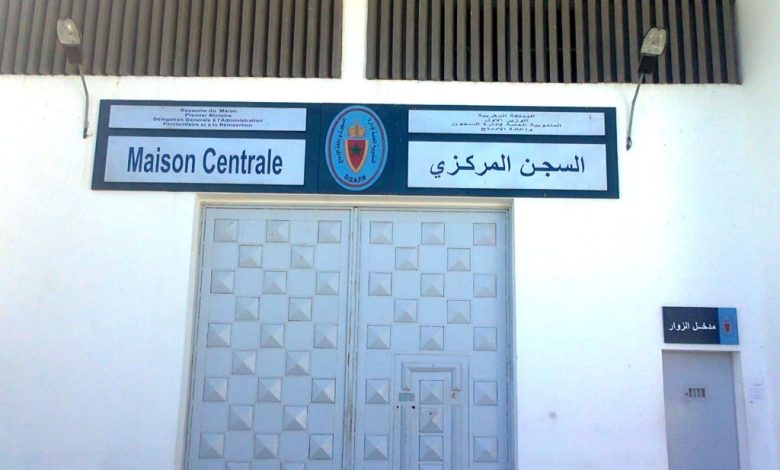 Royaume du Maroc
Premier Ministre
Délégation Générale à l'Administration
Pénitentiaire et à la Réinsertion
Maison Centrale
D.G.A.P.R
المملكة المغربية
الوزير الأول
المندوبية العامة لإدارة السجون
وإعادة الإدماج
السجن المركزي
مدخل الزوار